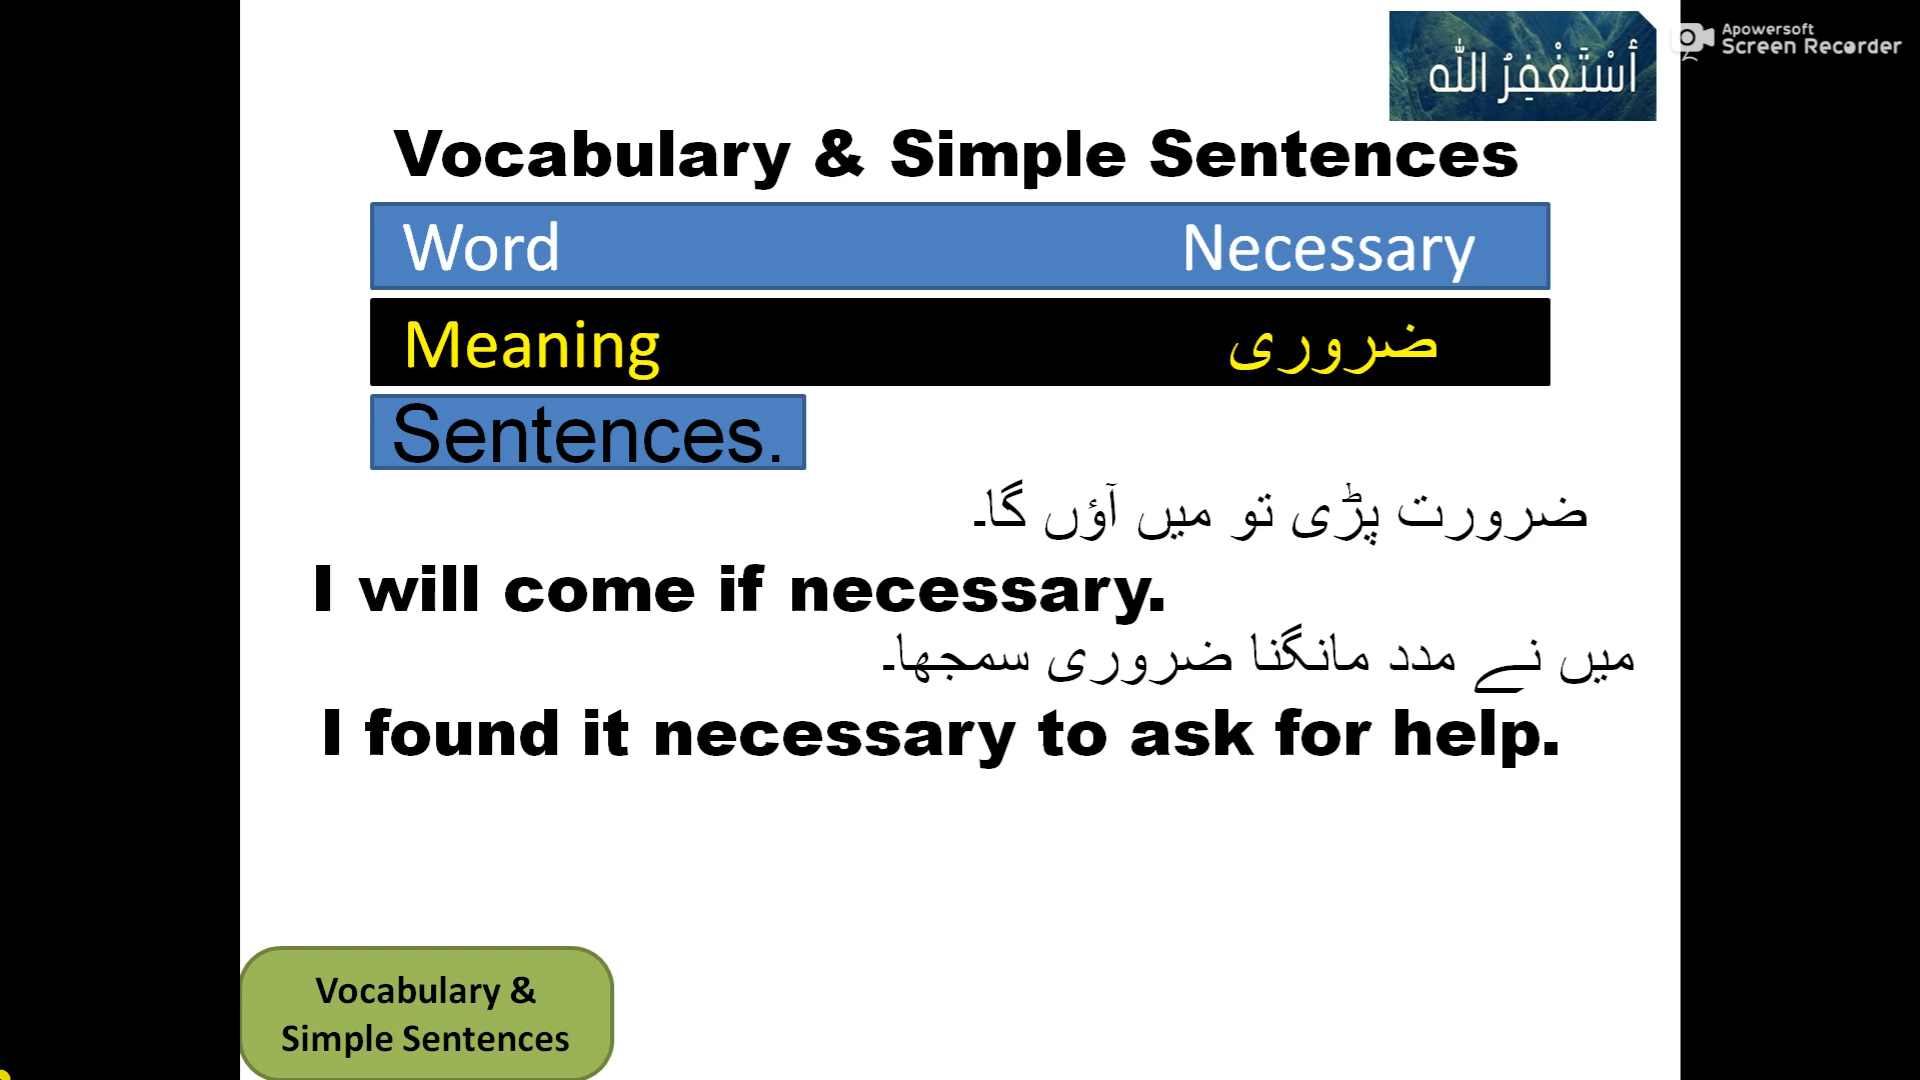 أَسْتَغْفِرُ اللّٰه
Apowersoft
Screen Recorder
Vocabulary & Simple Sentences
Word Necessary
Meaning ضروری
Sentences.
ضرورت پڑی تو میں آؤں گا۔
I will come if necessary.
میں نے مدد مانگنا ضروری سمجھا۔
I found it necessary to ask for help.
Vocabulary &
Simple Sentences